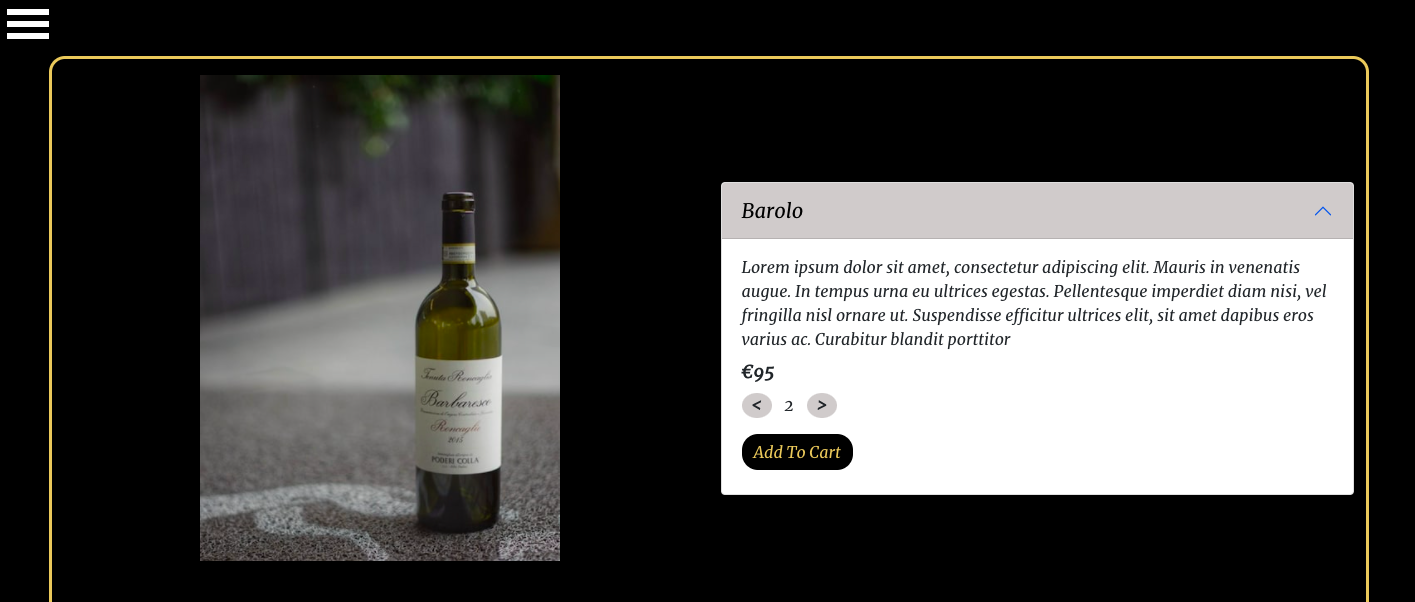 Tenuta Roncaglia
Barbaresco
Roncaglie
2015
PODERI COLLA
Barolo
Lorem ipsum dolor sit amet, consectetur adipiscing elit. Mauris in venenatis
augue. In tempus urna eu ultrices egestas. Pellentesque imperdiet diam nisi, vel
fringilla nisl ornare ut. Suspendisse efficitur ultrices elit, sit amet dapibus eros
varius ac. Curabitur blandit porttitor
€95
< 2 >
Add To Cart